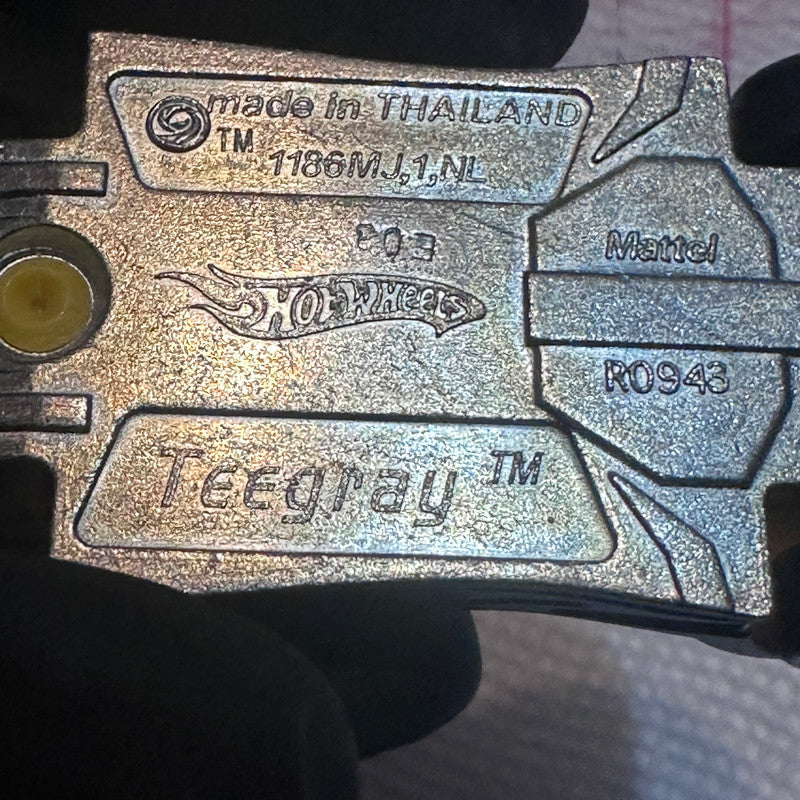 made in THAILAND
TM 1186MJ,1,NL
E03
HOT WHEELS
Mattel
R0943
Teegray TM